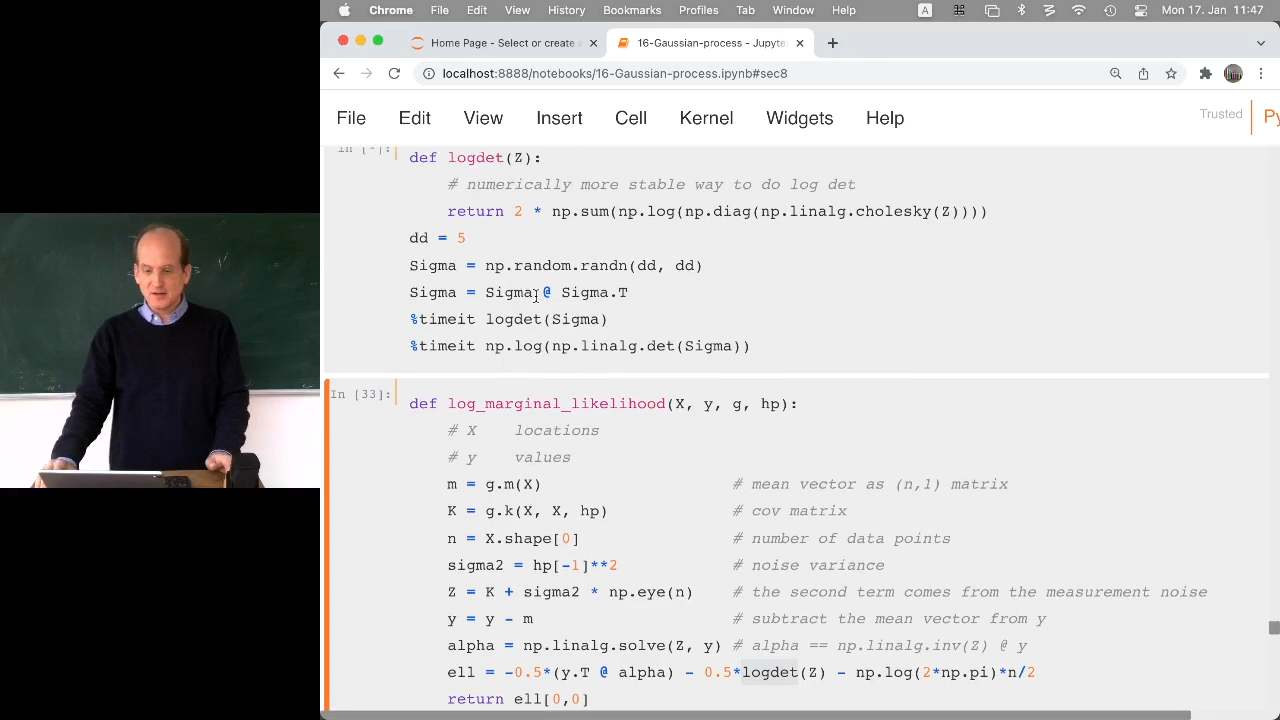 Chrome File Edit View History Bookmarks Profiles Tab Window Help A Mon 17. Jan 11:47
Home Page - Select or create × 16-Gaussian-process - Jupyte × +
localhost:8888/notebooks/16-Gaussian-process.ipynb#sec8
File Edit View Insert Cell Kernel Widgets Help Trusted Py
In [*]:
def logdet(Z):
# numerically more stable way to do log det
return 2 * np.sum(np.log(np.diag(np.linalg.cholesky(Z))))
dd = 5
Sigma = np.random.randn(dd, dd)
Sigma = Sigma @ Sigma.T
%timeit logdet(Sigma)
%timeit np.log(np.linalg.det(Sigma))
In [33]:
def log_marginal_likelihood(X, y, g, hp):
# X locations
# y values
m = g.m(X) # mean vector as (n,1) matrix
K = g.k(X, X, hp) # cov matrix
n = X.shape[0] # number of data points
sigma2 = hp[-1]**2 # noise variance
Z = K + sigma2 * np.eye(n) # the second term comes from the measurement noise
y = y - m # subtract the mean vector from y
alpha = np.linalg.solve(Z, y) # alpha == np.linalg.inv(Z) @ y
ell = -0.5*(y.T @ alpha) - 0.5*logdet(Z) - np.log(2*np.pi)*n/2
return ell[0,0]